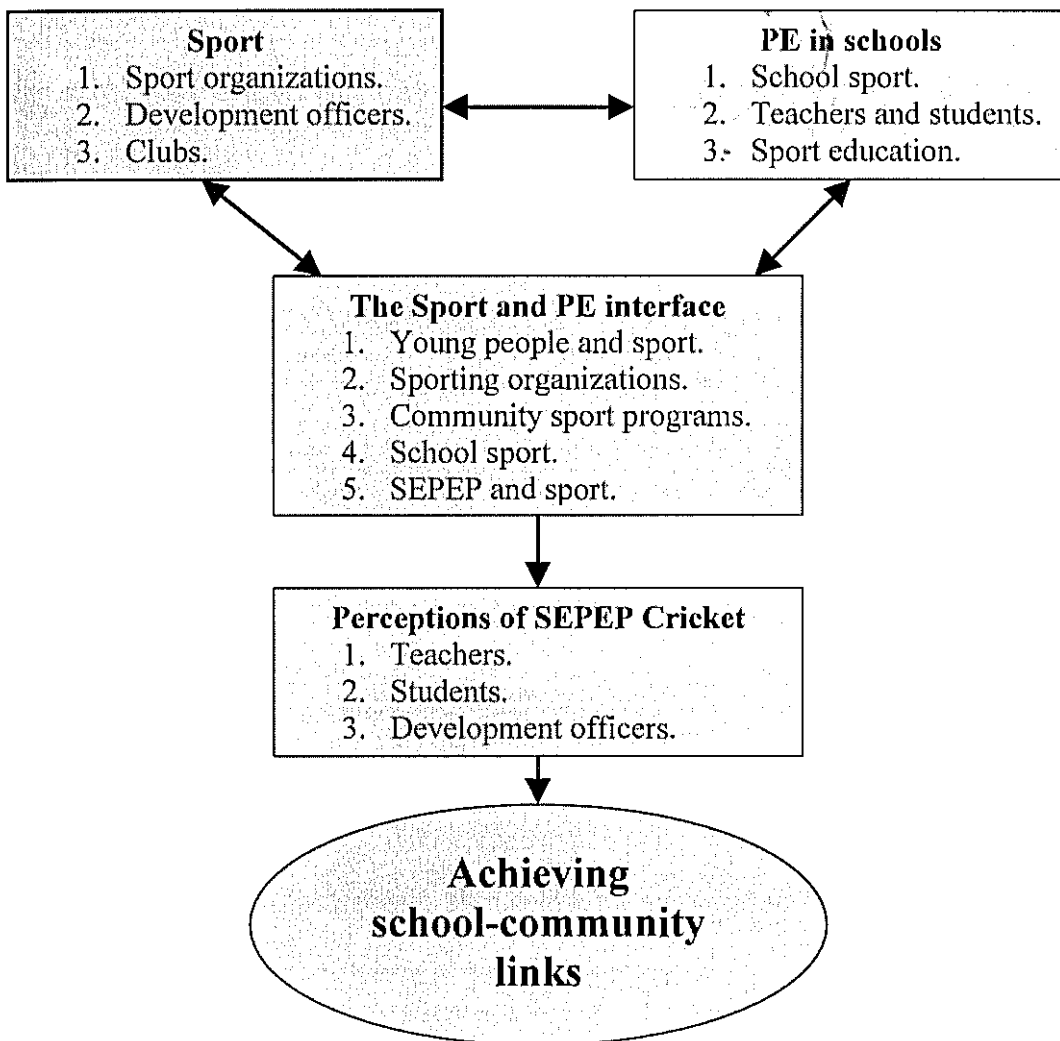 Sport
1. Sport organizations.
2. Development officers.
3. Clubs.
PE in schools
1. School sport.
2. Teachers and students.
3. Sport education.
The Sport and PE interface
1. Young people and sport.
2. Sporting organizations.
3. Community sport programs.
4. School sport.
5. SEPEP and sport.
Perceptions of SEPEP Cricket
1. Teachers.
2. Students.
3. Development officers.
Achieving
school-community
links